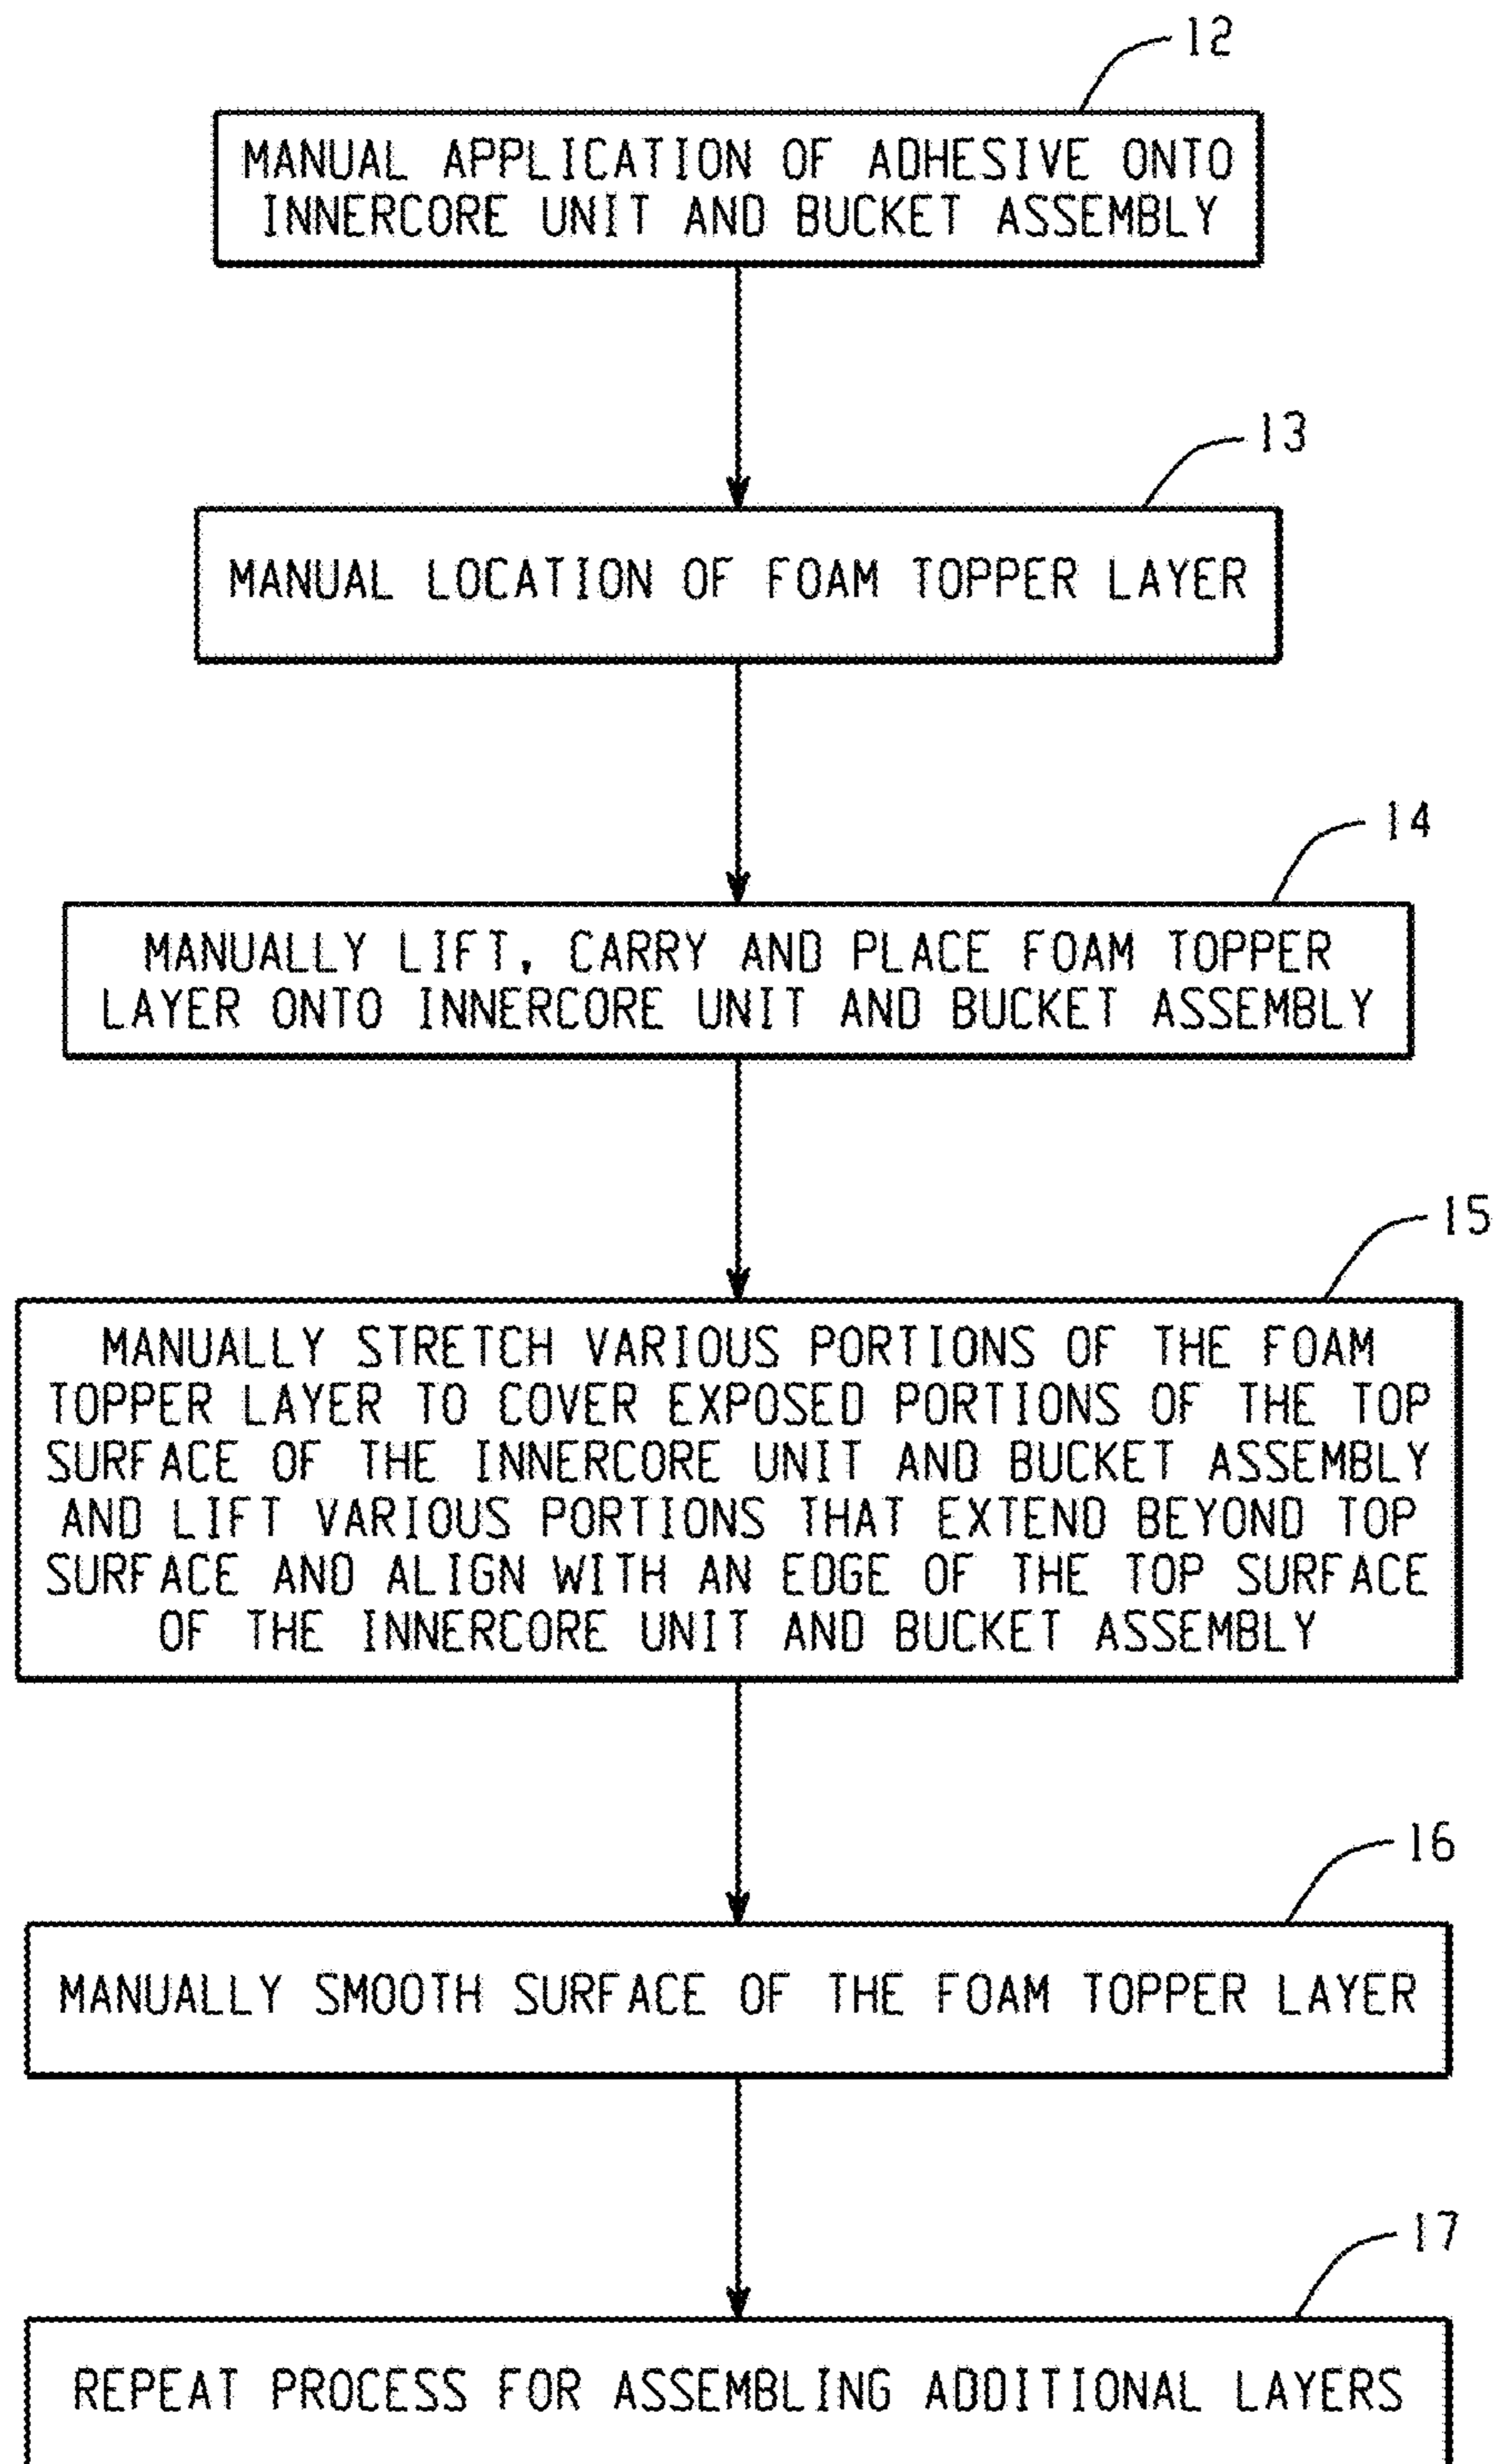 12
MANUAL APPLICATION OF ADHESIVE ONTO
INNERCORE UNIT AND BUCKET ASSEMBLY
13
MANUAL LOCATION OF FOAM TOPPER LAYER
14
MANUALLY LIFT, CARRY AND PLACE FOAM TOPPER
LAYER ONTO INNERCORE UNIT AND BUCKET ASSEMBLY
15
MANUALLY STRETCH VARIOUS PORTIONS OF THE FOAM
TOPPER LAYER TO COVER EXPOSED PORTIONS OF THE TOP
SURFACE OF THE INNERCORE UNIT AND BUCKET ASSEMBLY
AND LIFT VARIOUS PORTIONS THAT EXTEND BEYOND TOP
SURFACE AND ALIGN WITH AN EDGE OF THE TOP SURFACE
OF THE INNERCORE UNIT AND BUCKET ASSEMBLY
16
MANUALLY SMOOTH SURFACE OF THE FOAM TOPPER LAYER
17
REPEAT PROCESS FOR ASSEMBLING ADDITIONAL LAYERS